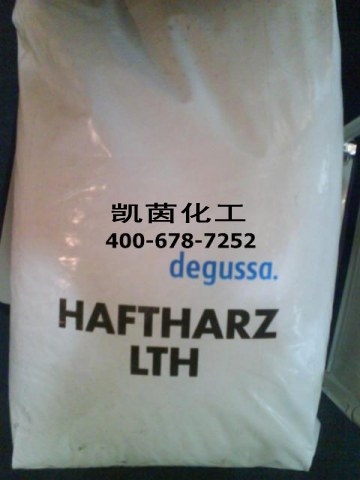 凯茵化工
400-678-7252
degussa.
HAFTHARZ
LTH